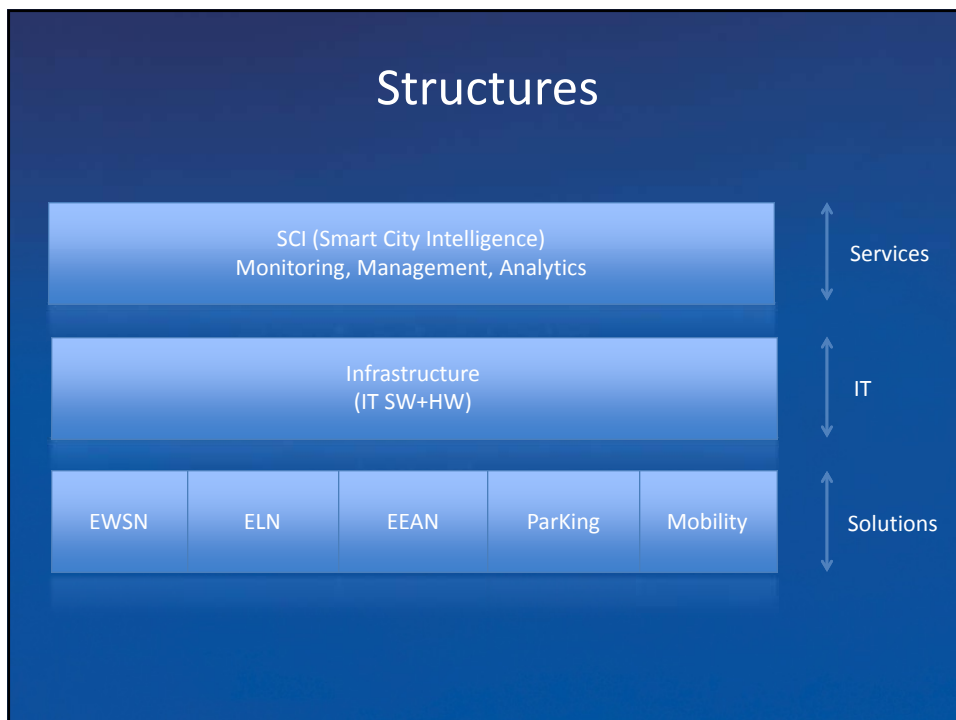 Structures
SCI (Smart City Intelligence)
Monitoring, Management, Analytics
Services
Infrastructure
(IT SW+HW)
IT
EWSN
ELN
EEAN
ParKing
Mobility
Solutions